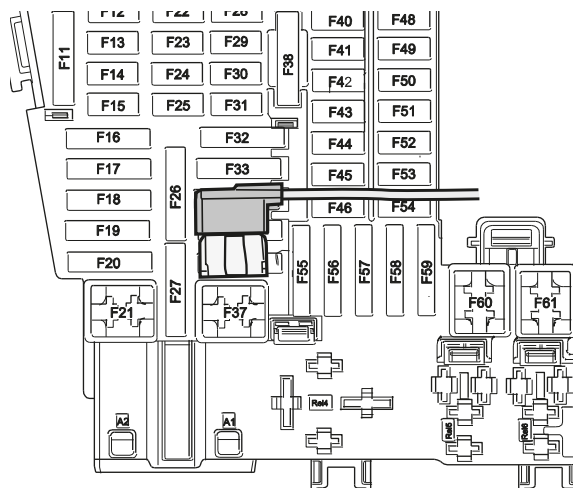 F12 F22 F28 F40 F48
F13 F23 F29 F41 F49
F11 F38
F14 F24 F30 F42 F50
F15 F25 F31 F43 F51
F16 F32 F44 F52
F17 F33 F45 F53
F18 F26 F46 F54
F19
F20 F27 F55 F56 F57 F58 F59
F21 F37 F60 F61
Rel4
A2 A1 Rel5 Rel6